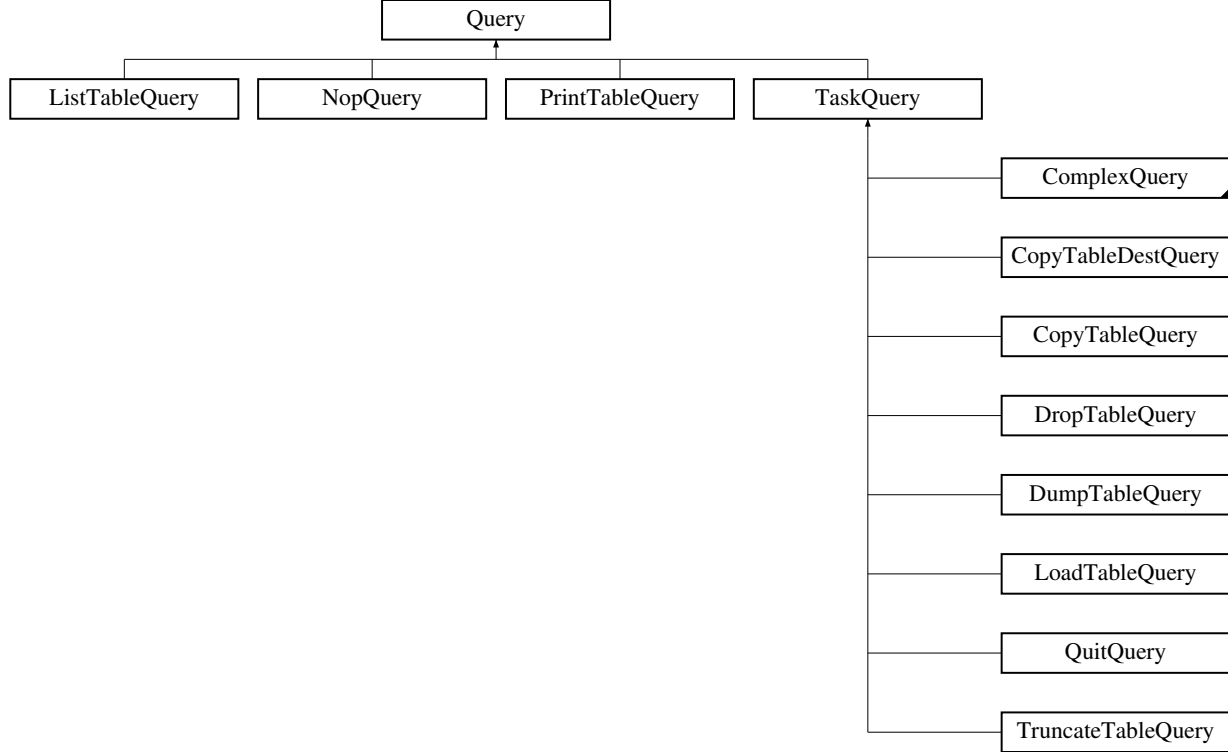 Query
ListTableQuery
NopQuery
PrintTableQuery
TaskQuery
ComplexQuery
CopyTableDestQuery
CopyTableQuery
DropTableQuery
DumpTableQuery
LoadTableQuery
QuitQuery
TruncateTableQuery